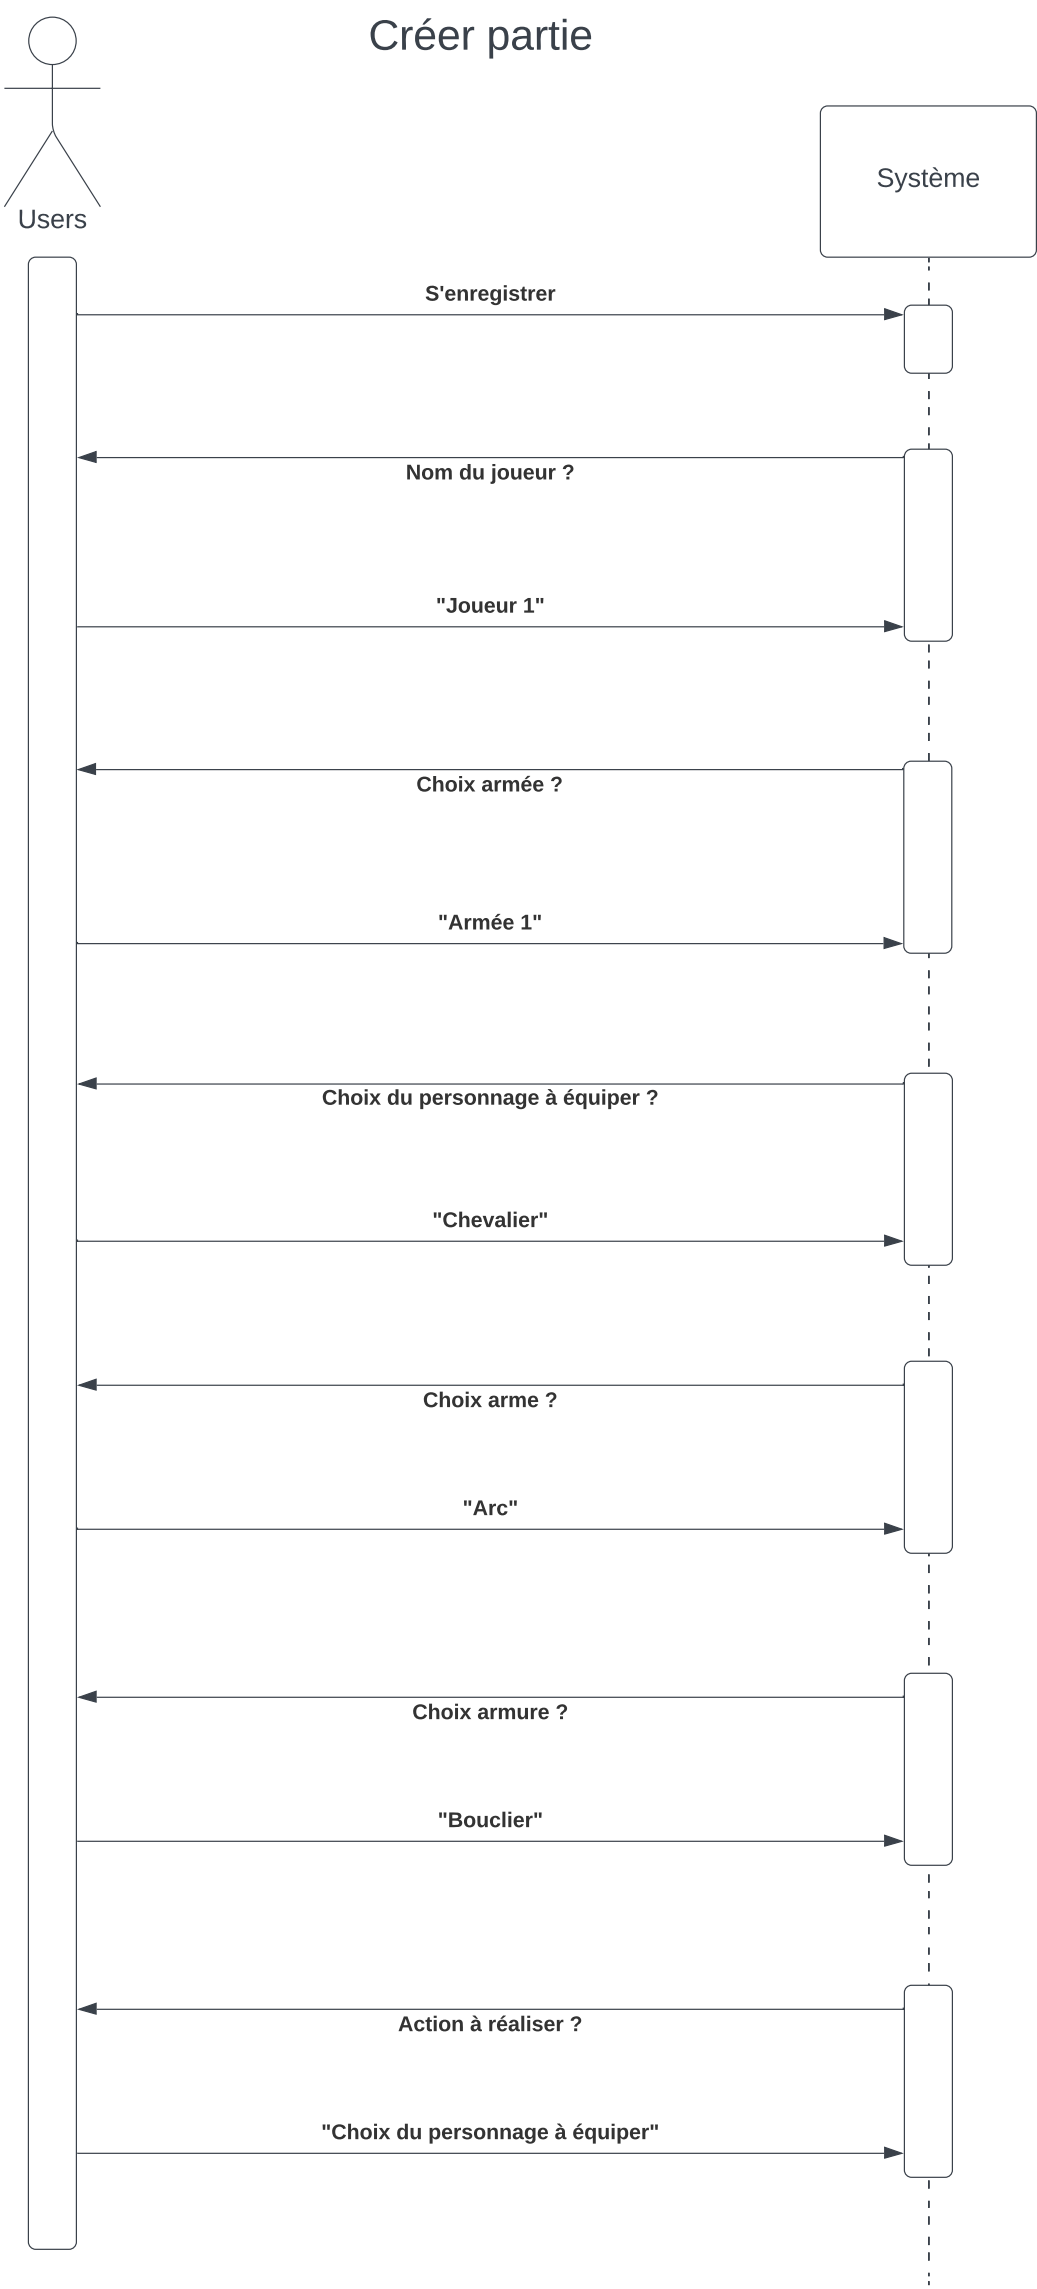 Créer partie
Système
Users
S'enregistrer
Nom du joueur ?
"Joueur 1"
Choix armée ?
"Armée 1"
Choix du personnage à équiper ?
"Chevalier"
Choix arme ?
"Arc"
Choix armure ?
"Bouclier"
Action à réaliser ?
"Choix du personnage à équiper"